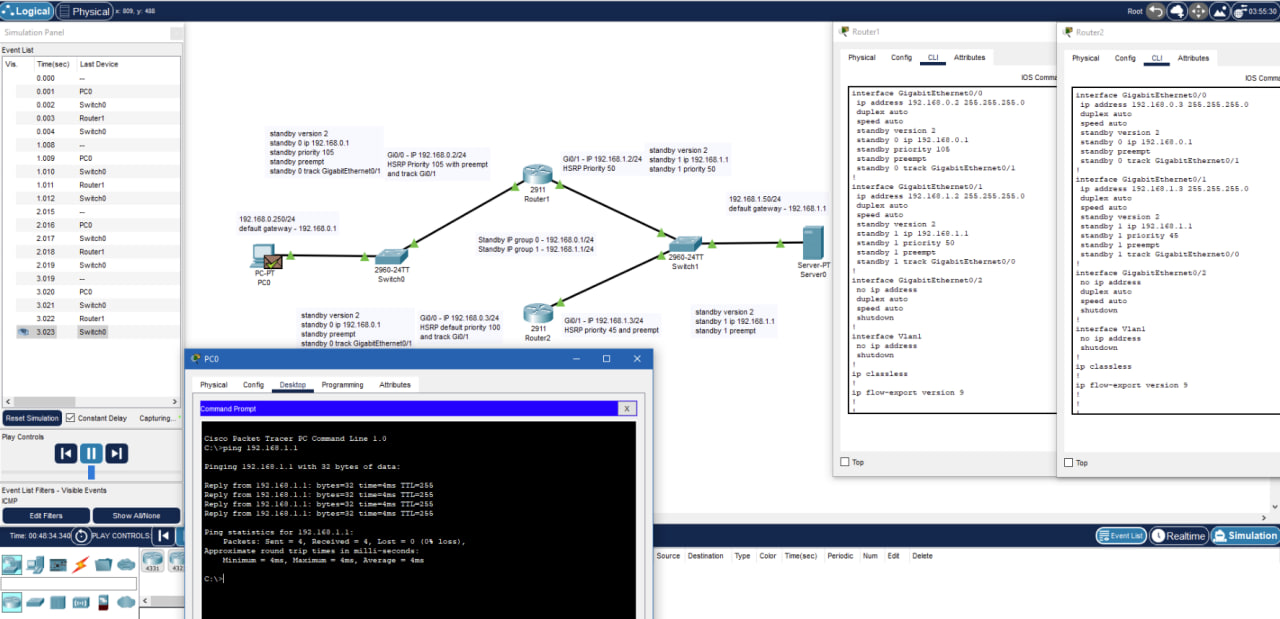 Logical
Physical
x: 809, y: 488
Root
03:55:30
Simulation Panel
Event List
Vis. Time(sec) Last Device
0.000 --
0.001 PC0
0.002 Switch0
0.003 Router1
0.004 Switch0
1.008 --
1.009 PC0
1.010 Switch0
1.011 Router1
1.012 Switch0
2.015 --
2.016 PC0
2.017 Switch0
2.018 Router1
2.019 Switch0
3.019 --
3.020 PC0
3.021 Switch0
3.022 Router1
3.023 Switch0
Reset Simulation
Constant Delay
Capturing...
Play Controls
Event List Filters - Visible Events
ICMP
Edit Filters
Show All/None
Time: 00:48:34.340
PLAY CONTROLS:
4331
432
standby version 2
standby 0 ip 192.168.0.1
standby priority 105
standby preempt
standby 0 track GigabitEthernet0/1
Gi0/0 - IP 192.168.0.2/24
HSRP Priority 105 with preempt
and track Gi0/1
2911
Router1
Gi0/1 - IP 192.168.1.2/24
HSRP Priority 50
standby version 2
standby 1 ip 192.168.1.1
standby 1 priority 50
192.168.0.250/24
default gateway - 192.168.0.1
PC-PT
PC0
2960-24TT
Switch0
Standby IP group 0 - 192.168.0.1/24
Standby IP group 1 - 192.168.1.1/24
2960-24TT
Switch1
192.168.1.50/24
default gateway - 192.168.1.1
Server-PT
Server0
standby version 2
standby 0 ip 192.168.0.1
standby preempt
standby 0 track GigabitEthernet0/1
Gi0/0 - IP 192.168.0.3/24
HSRP default priority 100
and track Gi0/1
2911
Router2
Gi0/1 - IP 192.168.1.3/24
HSRP priority 45 and preempt
standby version 2
standby 1 ip 192.168.1.1
standby 1 preempt
PC0
Physical Config Desktop Programming Attributes
Command Prompt
X
Cisco Packet Tracer PC Command Line 1.0
C:\>ping 192.168.1.1
Pinging 192.168.1.1 with 32 bytes of data:
Reply from 192.168.1.1: bytes=32 time=4ms TTL=255
Reply from 192.168.1.1: bytes=32 time=4ms TTL=255
Reply from 192.168.1.1: bytes=32 time=4ms TTL=255
Reply from 192.168.1.1: bytes=32 time=4ms TTL=255
Ping statistics for 192.168.1.1:
Packets: Sent = 4, Received = 4, Lost = 0 (0% loss),
Approximate round trip times in milli-seconds:
Minimum = 4ms, Maximum = 4ms, Average = 4ms
C:\>
Router1
Physical Config CLI Attributes
IOS Comma
interface GigabitEthernet0/0
ip address 192.168.0.2 255.255.255.0
duplex auto
speed auto
standby version 2
standby 0 ip 192.168.0.1
standby priority 105
standby preempt
standby 0 track GigabitEthernet0/1
!
interface GigabitEthernet0/1
ip address 192.168.1.2 255.255.255.0
duplex auto
speed auto
standby version 2
standby 1 ip 192.168.1.1
standby 1 priority 50
standby 1 preempt
standby 1 track GigabitEthernet0/0
!
interface GigabitEthernet0/2
no ip address
duplex auto
speed auto
shutdown
!
interface Vlan1
no ip address
shutdown
!
ip classless
!
ip flow-export version 9
!
!
Top
Router2
Physical Config CLI Attributes
IOS Comma
interface GigabitEthernet0/0
ip address 192.168.0.3 255.255.255.0
duplex auto
speed auto
standby version 2
standby 0 ip 192.168.0.1
standby preempt
standby 0 track GigabitEthernet0/1
!
interface GigabitEthernet0/1
ip address 192.168.1.3 255.255.255.0
duplex auto
speed auto
standby version 2
standby 1 ip 192.168.1.1
standby 1 priority 45
standby 1 preempt
standby 1 track GigabitEthernet0/0
!
interface GigabitEthernet0/2
no ip address
duplex auto
speed auto
shutdown
!
interface Vlan1
no ip address
shutdown
!
ip classless
!
ip flow-export version 9
!
!
!
Top
Event List
Realtime
Simulation
Source Destination Type Color Time(sec) Periodic Num Edit Delete